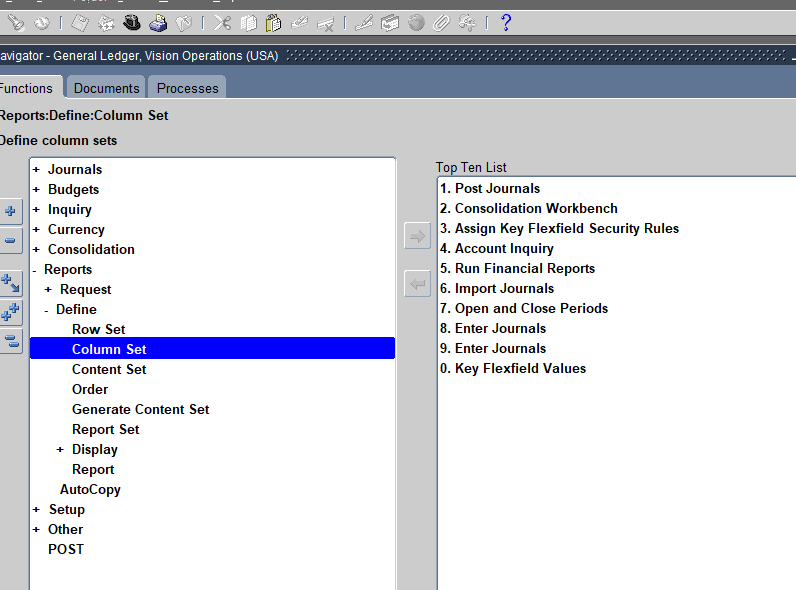 avigator - General Ledger, Vision Operations (USA)
Functions
Documents
Processes
Reports:Define:Column Set
Define column sets
+ Journals
+ Budgets
+ Inquiry
+ Currency
+ Consolidation
- Reports
+ Request
- Define
Row Set
Column Set
Content Set
Order
Generate Content Set
Report Set
+ Display
Report
AutoCopy
+ Setup
+ Other
POST
Top Ten List
1. Post Journals
2. Consolidation Workbench
3. Assign Key Flexfield Security Rules
4. Account Inquiry
5. Run Financial Reports
6. Import Journals
7. Open and Close Periods
8. Enter Journals
9. Enter Journals
0. Key Flexfield Values